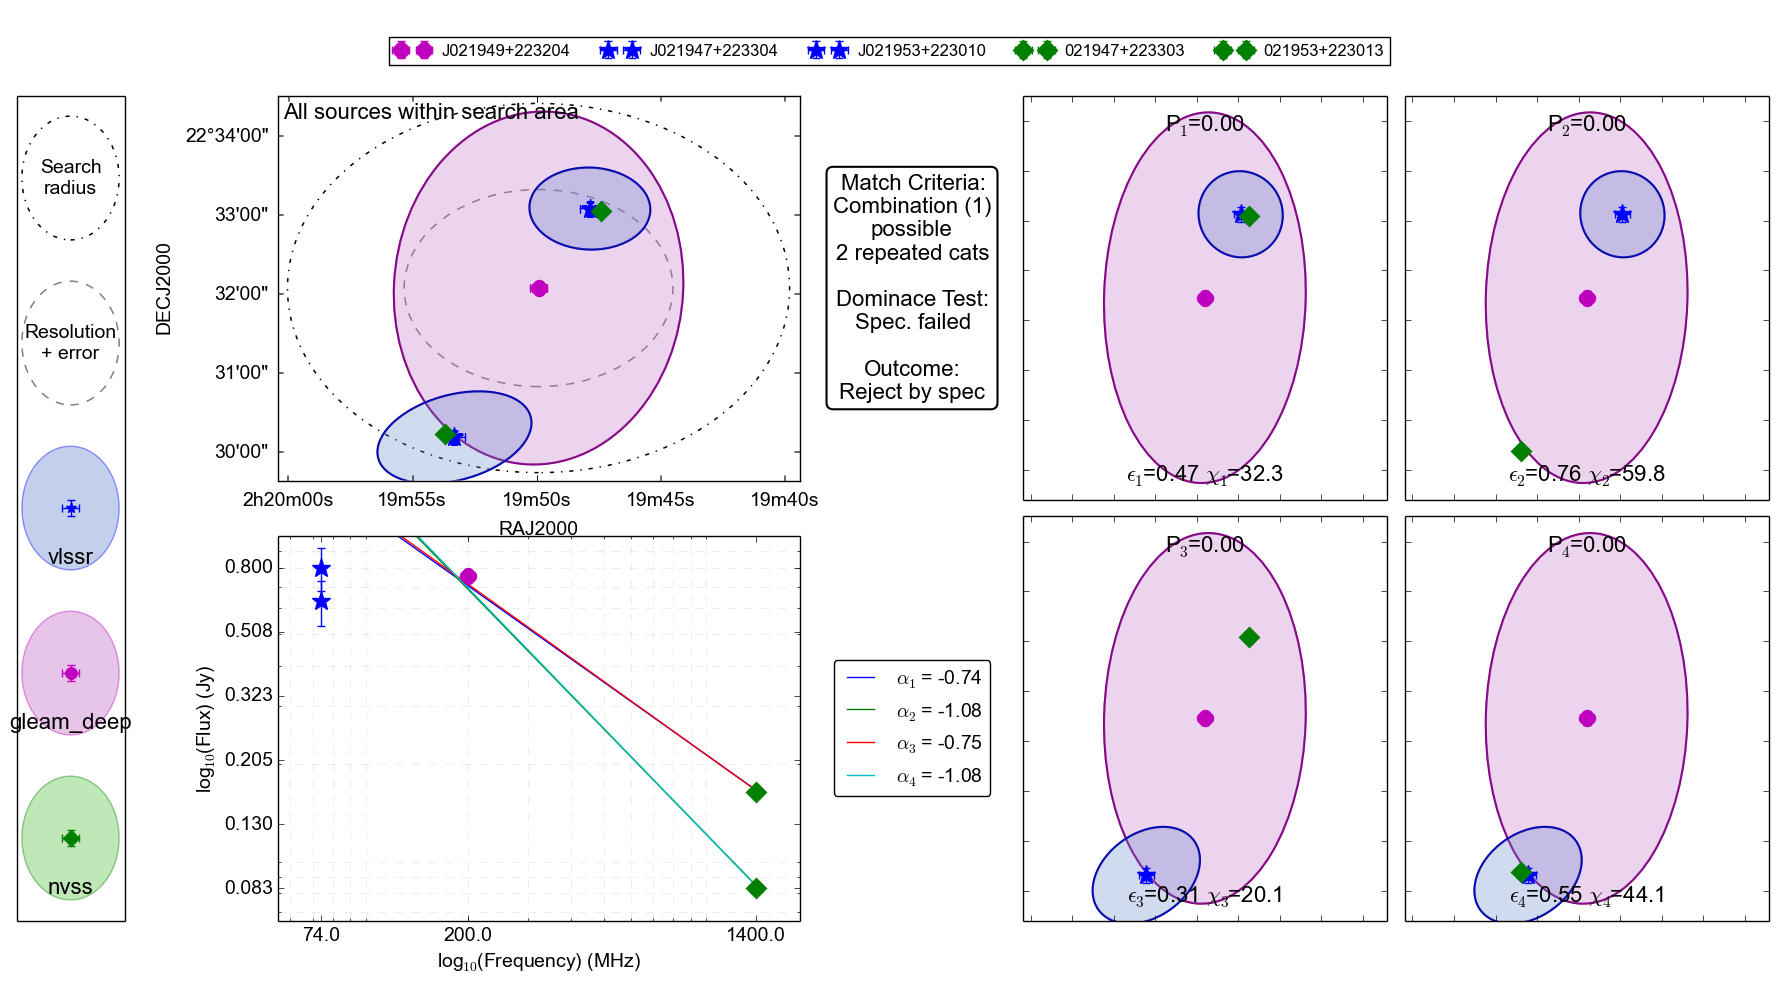 J021949+223204 J021947+223304 J021953+223010 021947+223303 021953+223013
Search
radius
Resolution
+ error
vlssr
gleam_deep
nvss
All sources within search area
22°34'00"
33'00"
32'00"
31'00"
30'00"
DECJ2000
2h20m00s 19m55s 19m50s 19m45s 19m40s
RAJ2000
Match Criteria:
Combination (1)
possible
2 repeated cats
Dominace Test:
Spec. failed
Outcome:
Reject by spec
P1=0.00
ϵ1=0.47 χ1=32.3
P2=0.00
ϵ2=0.76 χ2=59.8
0.800
0.508
0.323
0.205
0.130
0.083
log10(Flux) (Jy)
74.0 200.0 1400.0
log10(Frequency) (MHz)
α1 = -0.74
α2 = -1.08
α3 = -0.75
α4 = -1.08
P3=0.00
ϵ3=0.31 χ3=20.1
P4=0.00
ϵ4=0.55 χ4=44.1